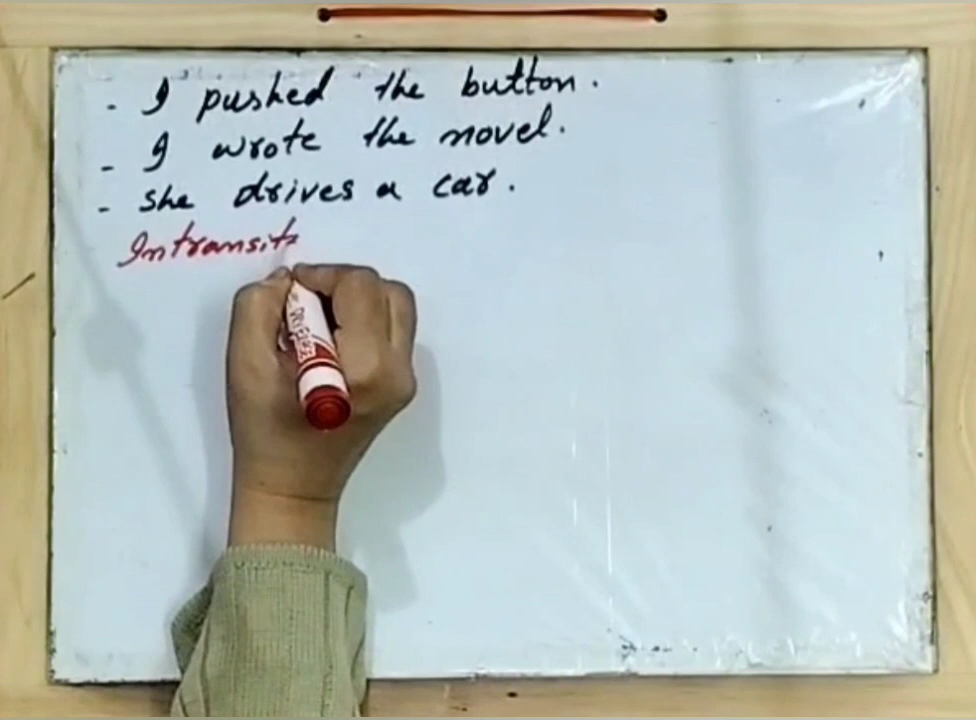 - I pushed the button.
- I wrote the novel.
- she drives a car.
Intransit